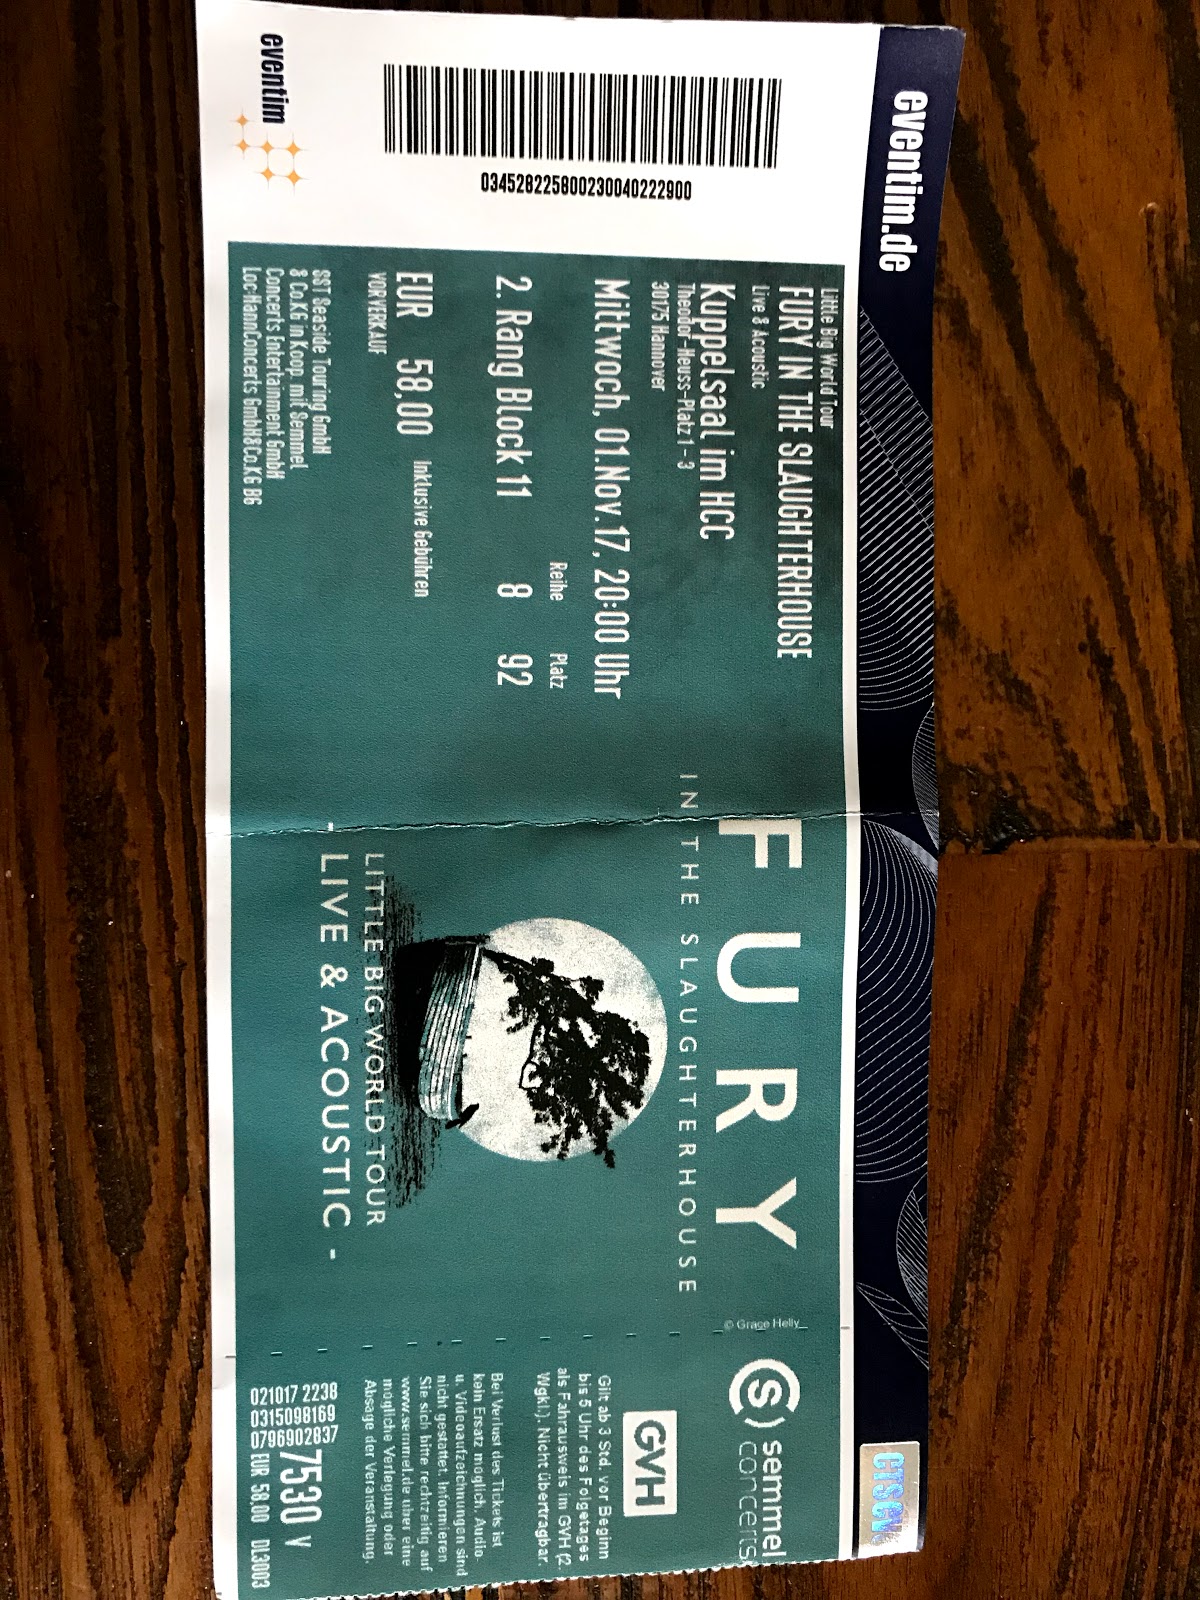 eventim.de
eventim
034528225800230040222900
Little Big World Tour
FURY IN THE SLAUGHTERHOUSE
Live & Acoustic
Kuppelsaal im HCC
Theodor-Heuss-Platz 1-3
30175 Hannover
Mittwoch, 01.Nov.17, 20:00 Uhr
Reihe Platz
2. Rang Block 11 8 92
EUR 58,00 Inklusive Gebühren
VORVERKAUF
SST Seaside Touring GmbH
& Co.KG in Koop. mit Semmel
Concerts Entertainment GmbH
Loc-HannConcerts GmbH&Co.KG BG
FURY
IN THE SLAUGHTERHOUSE
LITTLE BIG WORLD TOUR
- LIVE & ACOUSTIC -
© Grage Helly
CTS
semmel
concerts
GVH
Gilt ab 3 Std. vor Beginn
bis 5 Uhr des Folgetages
als Fahrausweis im GVH (2.
Wgkl.). Nicht übertragbar.
Bei Verlust des Tickets ist
kein Ersatz möglich. Audio-
u. Videoaufzeichnungen sind
nicht gestattet. Informieren
Sie sich bitte rechtzeitig auf
www.semmel.de über eine
mögliche Verlegung oder
Absage der Veranstaltung.
021017 2238
0315098169
0796902837
7530 V
EUR 58,00 DL3003